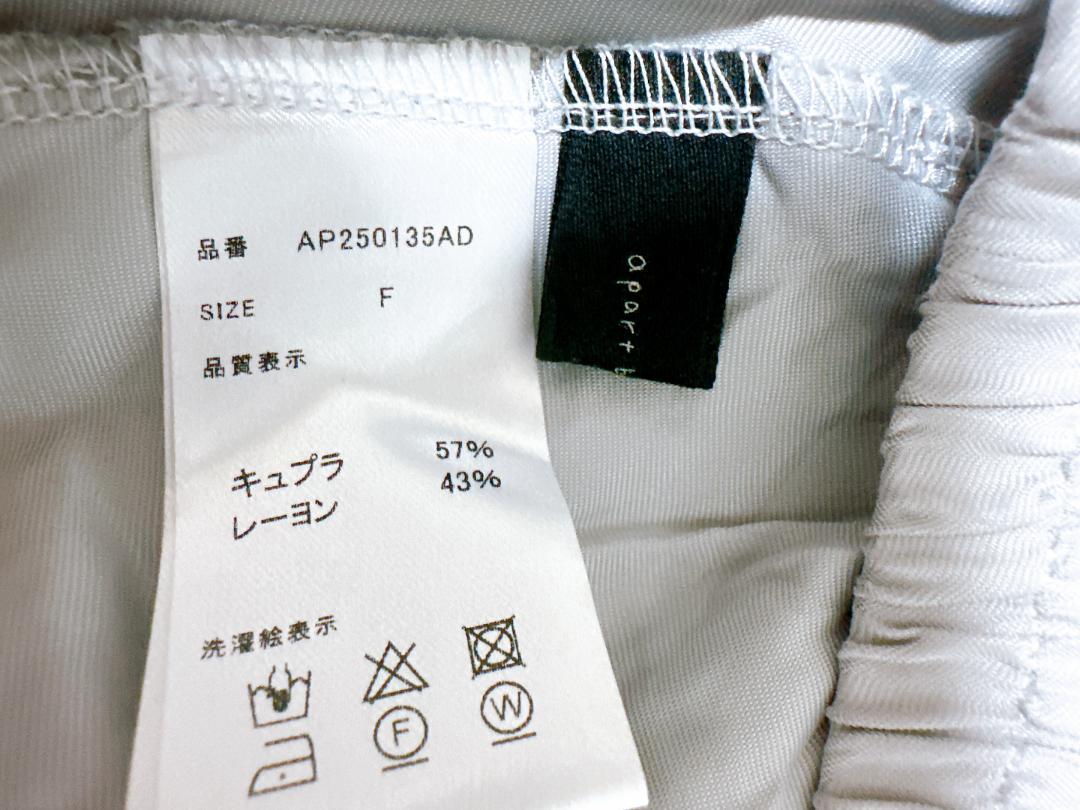 品番 AP250135AD
SIZE F
品質表示
キュプラ 57%
レーヨン 43%
洗濯絵表示
F
W
apart